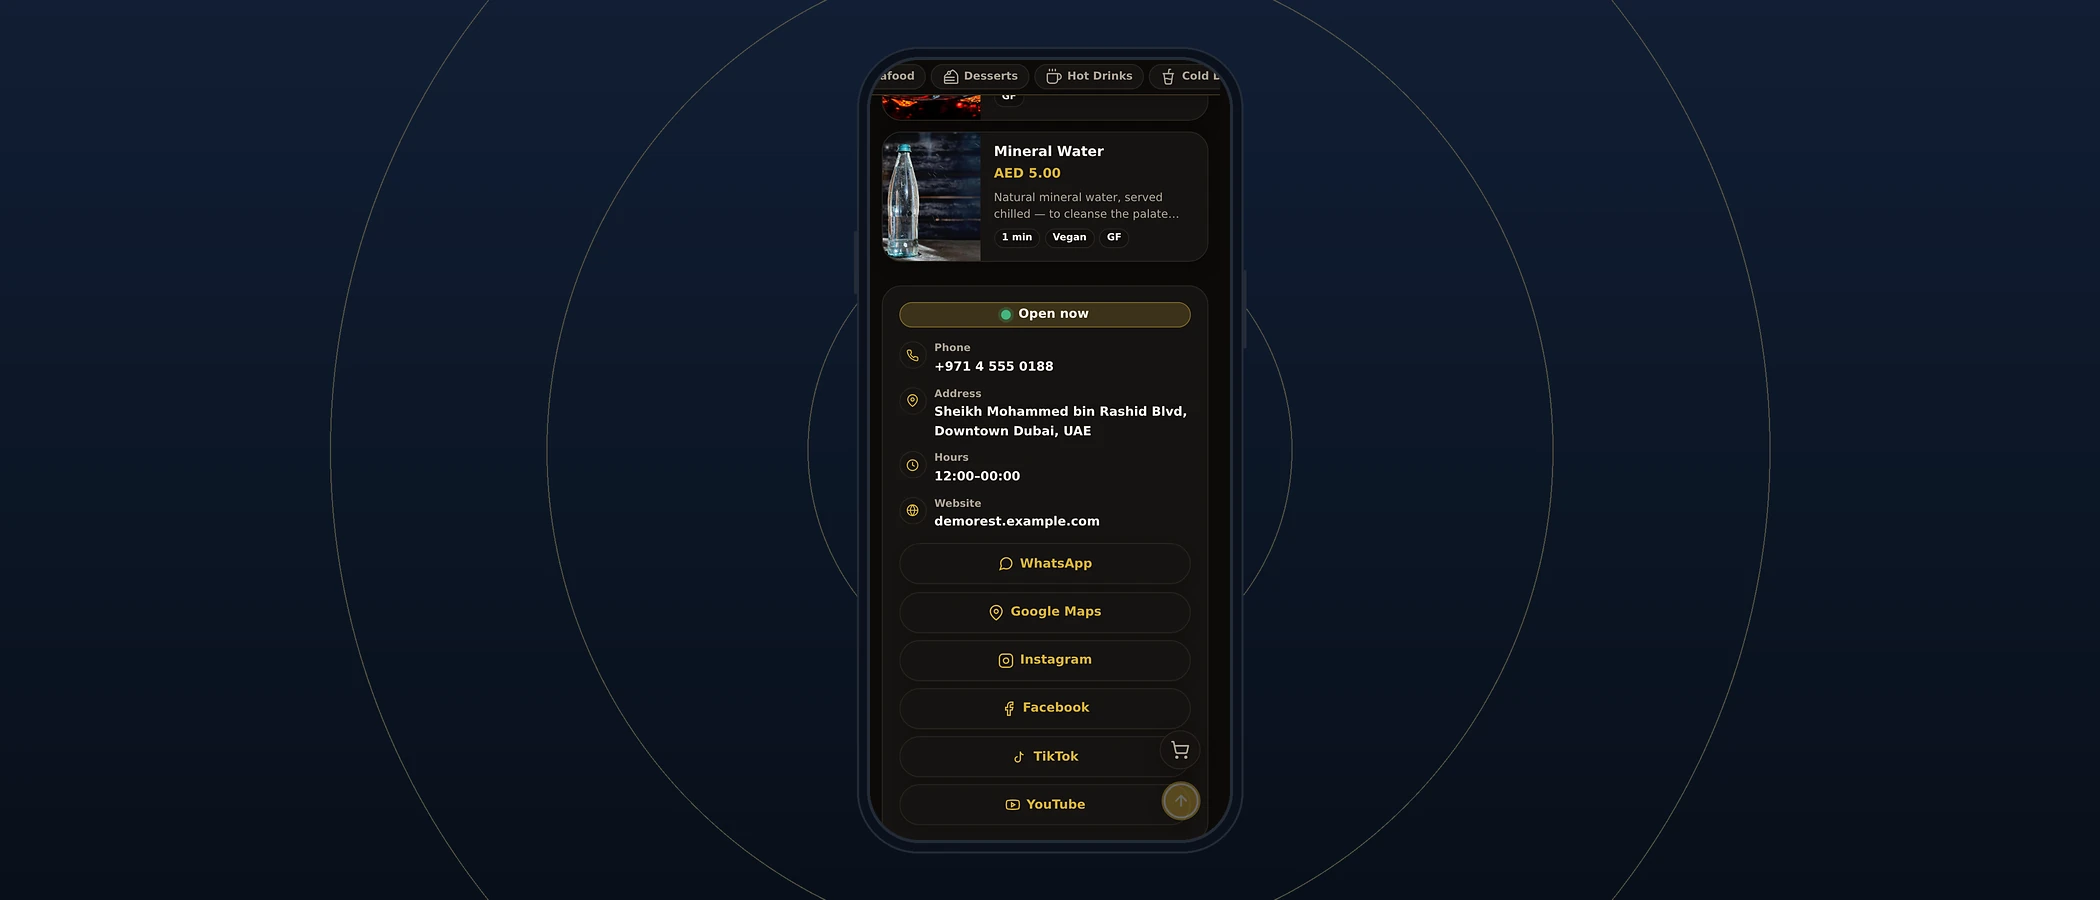 afood
Desserts
Hot Drinks
Cold
GF
Mineral Water
AED 5.00
Natural mineral water, served
chilled — to cleanse the palate...
1 min
Vegan
GF
Open now
Phone
+971 4 555 0188
Address
Sheikh Mohammed bin Rashid Blvd,
Downtown Dubai, UAE
Hours
12:00–00:00
Website
demorest.example.com
WhatsApp
Google Maps
Instagram
Facebook
TikTok
YouTube